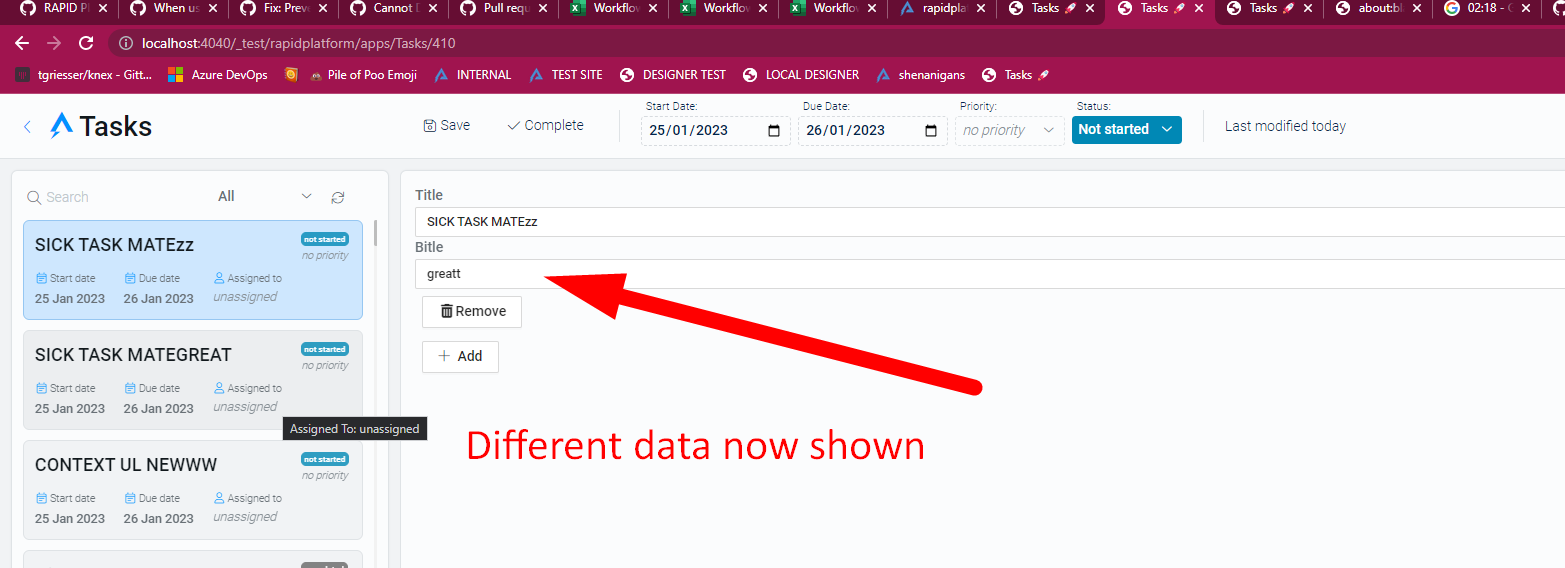 RAPID Pl
When us
Fix: Prev
Cannot D
Pull requ
Workflow
Workflow
Workflow
rapidplat
Tasks 🚀
Tasks 🚀
Tasks 🚀
about:bl
02:18 - G
localhost:4040/_test/rapidplatform/apps/Tasks/410
tgriesser/knex - Gitt...
Azure DevOps
Pile of Poo Emoji
INTERNAL
TEST SITE
DESIGNER TEST
LOCAL DESIGNER
shenanigans
Tasks 🚀
Tasks
Save
Complete
Start Date:
25/01/2023
Due Date:
26/01/2023
Priority:
no priority
Status:
Not started
Last modified today
Search
All
SICK TASK MATEzz
not started
no priority
Start date
Due date
Assigned to
25 Jan 2023
26 Jan 2023
unassigned
SICK TASK MATEGREAT
not started
no priority
Start date
Due date
Assigned to
25 Jan 2023
26 Jan 2023
unassigned
Assigned To: unassigned
CONTEXT UL NEWWW
not started
no priority
Start date
Due date
Assigned to
25 Jan 2023
26 Jan 2023
unassigned
Title
SICK TASK MATEzz
Bitle
greatt
Remove
Add
Different data now shown